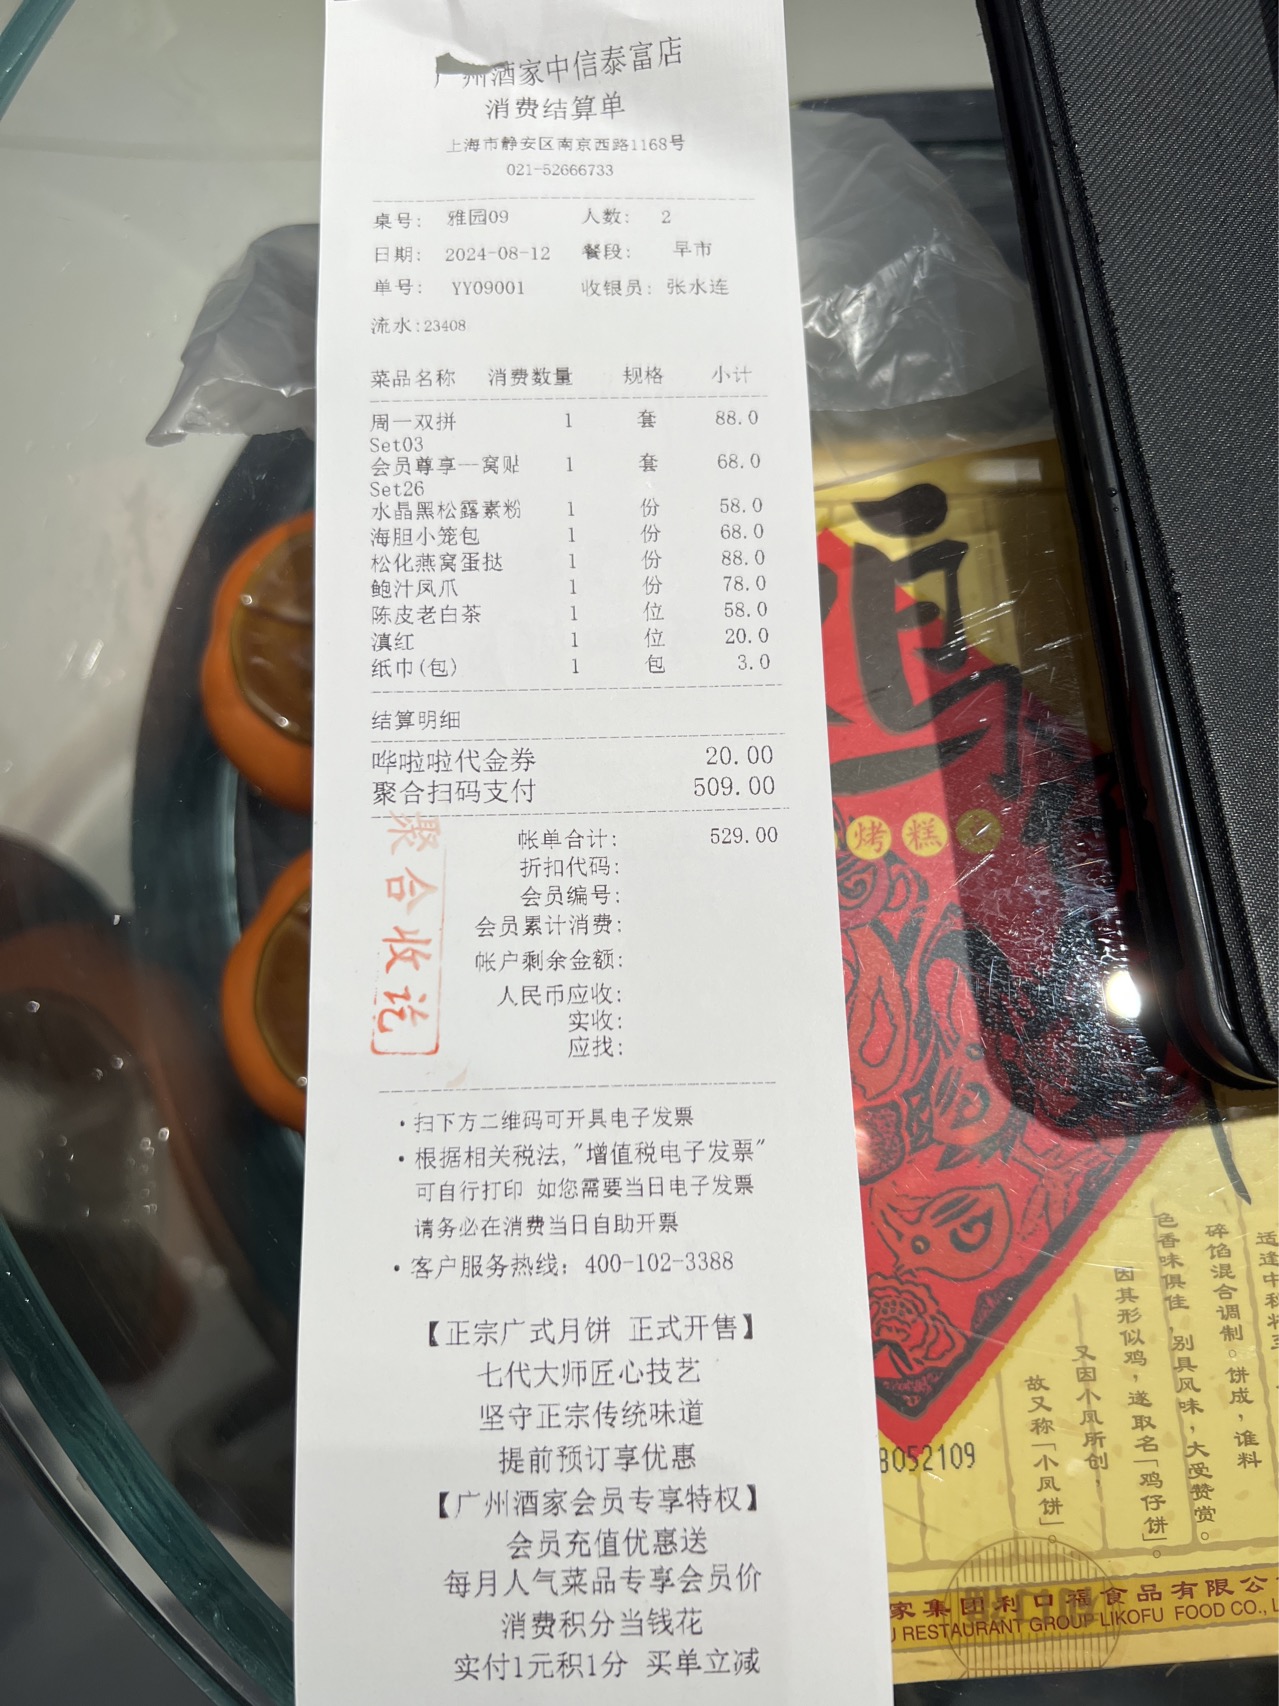 广州酒家中信泰富店
消费结算单
上海市静安区南京西路1168号
021-52666733
桌号: 雅园09 人数: 2
日期: 2024-08-12 餐段: 早市
单号: YY09001 收银员: 张水连
流水:23408
菜品名称 消费数量 规格 小计
周一双拼 1 套 88.0
Set03
会员尊享一窝贴 1 套 68.0
Set26
水晶黑松露素粉 1 份 58.0
海胆小笼包 1 份 68.0
松化燕窝蛋挞 1 份 88.0
鲍汁凤爪 1 份 78.0
陈皮老白茶 1 位 58.0
滇红 1 位 20.0
纸巾(包) 1 包 3.0
结算明细
哗啦啦代金券 20.00
聚合扫码支付 509.00
帐单合计: 529.00
折扣代码:
会员编号:
会员累计消费:
帐户剩余金额:
人民币应收:
实收:
应找:
聚合收讫
·扫下方二维码可开具电子发票
·根据相关税法,"增值税电子发票"
可自行打印 如您需要当日电子发票
请务必在消费当日自助开票
·客户服务热线: 400-102-3388
【正宗广式月饼 正式开售】
七代大师匠心技艺
坚守正宗传统味道
提前预订享优惠
【广州酒家会员专享特权】
会员充值优惠送
每月人气菜品专享会员价
消费积分当钱花
实付1元积1分 买单立减
烤糕
碎馅混合调制。饼成,谁料
色香味俱佳,别具风味,大受赞赏。
因其形似鸡,遂取名「鸡仔饼」。
又因小凤所创,
故又称「小凤饼」。
8052109
家集团利口福食品有限公
U RESTAURANT GROUP LIKOFU FOOD CO., L